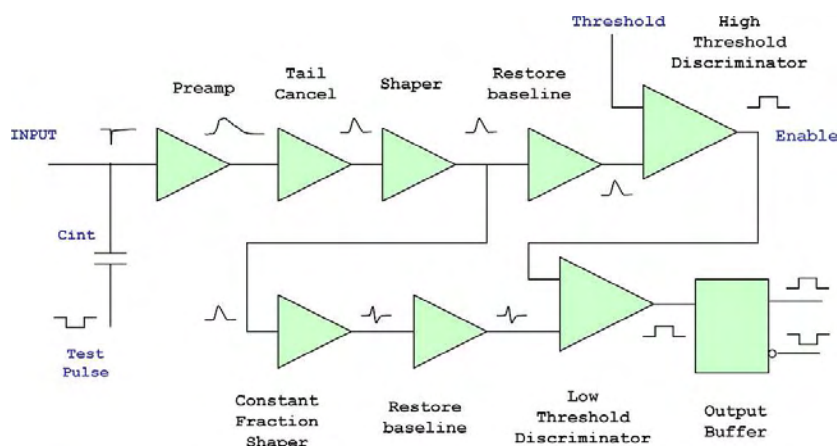 Threshold
High
Threshold
Discriminator
Preamp
Tail
Cancel
Shaper
Restore
baseline
INPUT
Enable
Cint
Test
Pulse
Constant
Fraction
Shaper
Restore
baseline
Low
Threshold
Discriminator
Output
Buffer